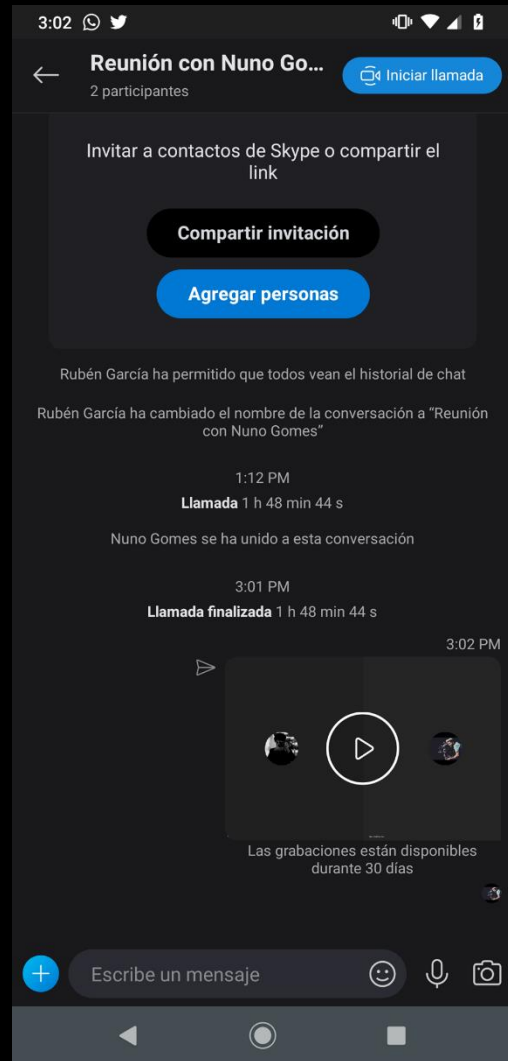 3:02
Reunión con Nuno Go...
2 participantes
Iniciar llamada
Invitar a contactos de Skype o compartir el
link
Compartir invitación
Agregar personas
Rubén García ha permitido que todos vean el historial de chat
Rubén García ha cambiado el nombre de la conversación a “Reunión
con Nuno Gomes”
1:12 PM
Llamada 1 h 48 min 44 s
Nuno Gomes se ha unido a esta conversación
3:01 PM
Llamada finalizada 1 h 48 min 44 s
3:02 PM
Las grabaciones están disponibles
durante 30 días
Escribe un mensaje